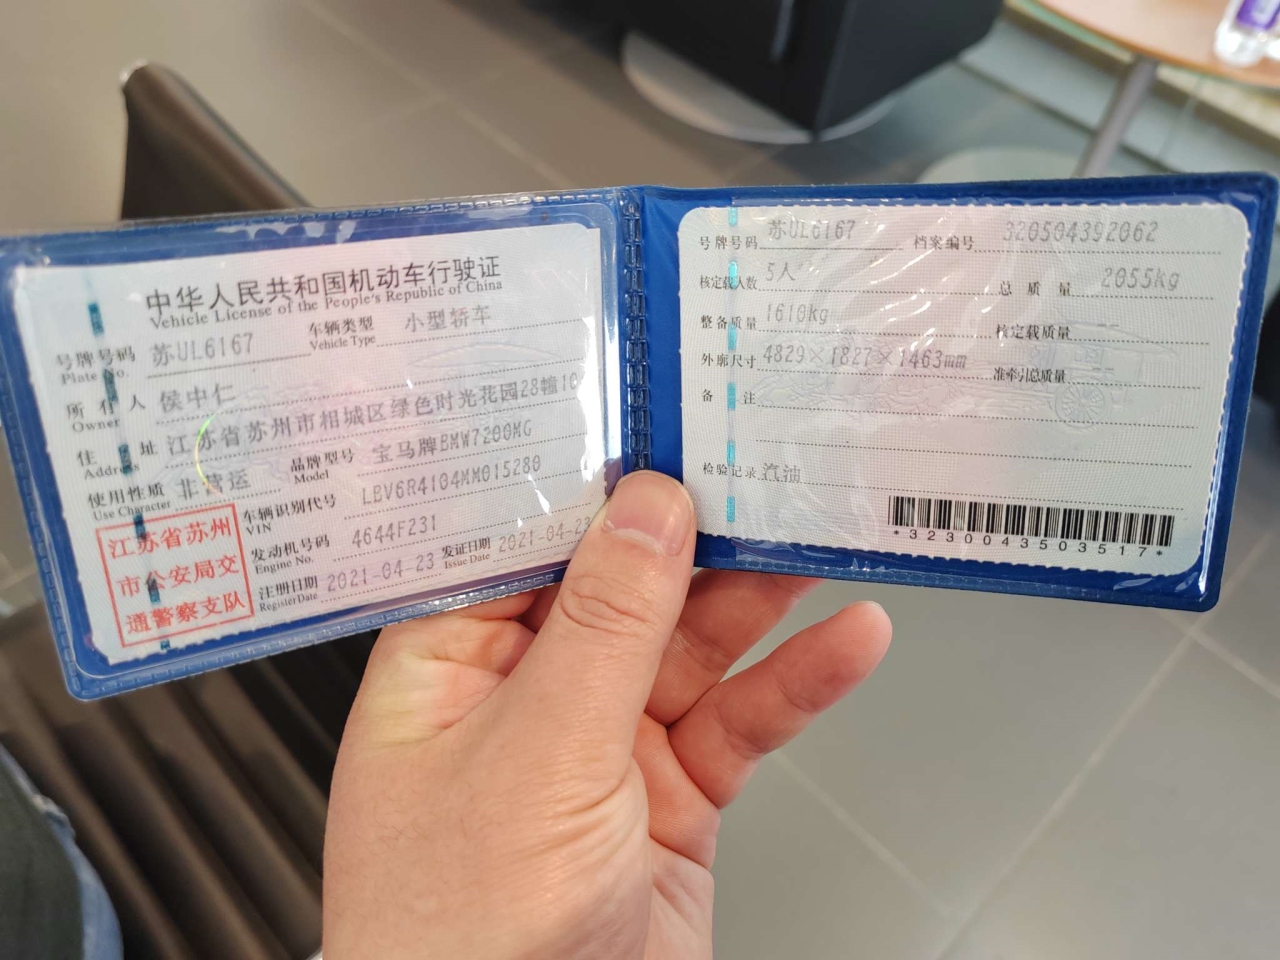 中华人民共和国机动车行驶证
Vehicle License of the People's Republic of China
号牌号码 苏UL6167 车辆类型 小型轿车
Plate No. Vehicle Type
所有人 侯中仁
Owner
住址 江苏省苏州市相城区绿色时光花园28幢10
Address
使用性质 非营运 品牌型号 宝马牌BMW7200MG
Use Character Model
车辆识别代号 LBV6R4104MM015280
VIN
发动机号码 4644F231
Engine No.
注册日期 2021-04-23 发证日期 2021-04-23
Register Date Issue Date
江苏省苏州
市公安局交
通警察支队
号牌号码 苏UL6167 档案编号 320504392062
核定载人数 5人 总质量 2055kg
整备质量 1610kg 核定载质量
外廓尺寸 4829×1827×1463mm 准牵引总质量
备注
检验记录 汽油
*3230043503517*